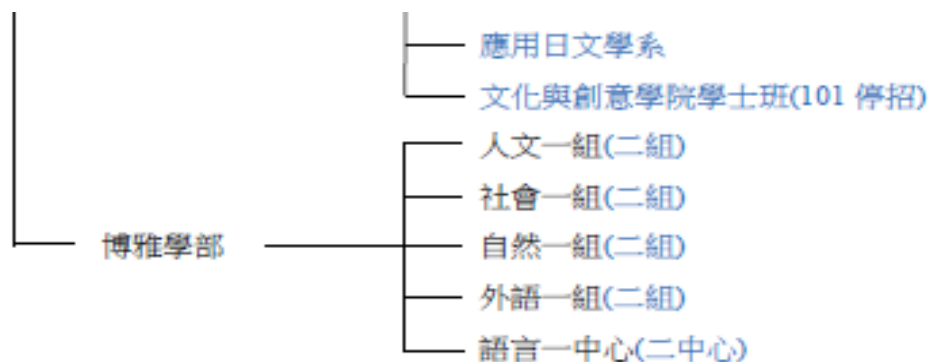 應用日文學系
文化與創意學院學士班(101 停招)
人文一組(二組)
社會一組(二組)
博雅學部
自然一組(二組)
外語一組(二組)
語言一中心(二中心)